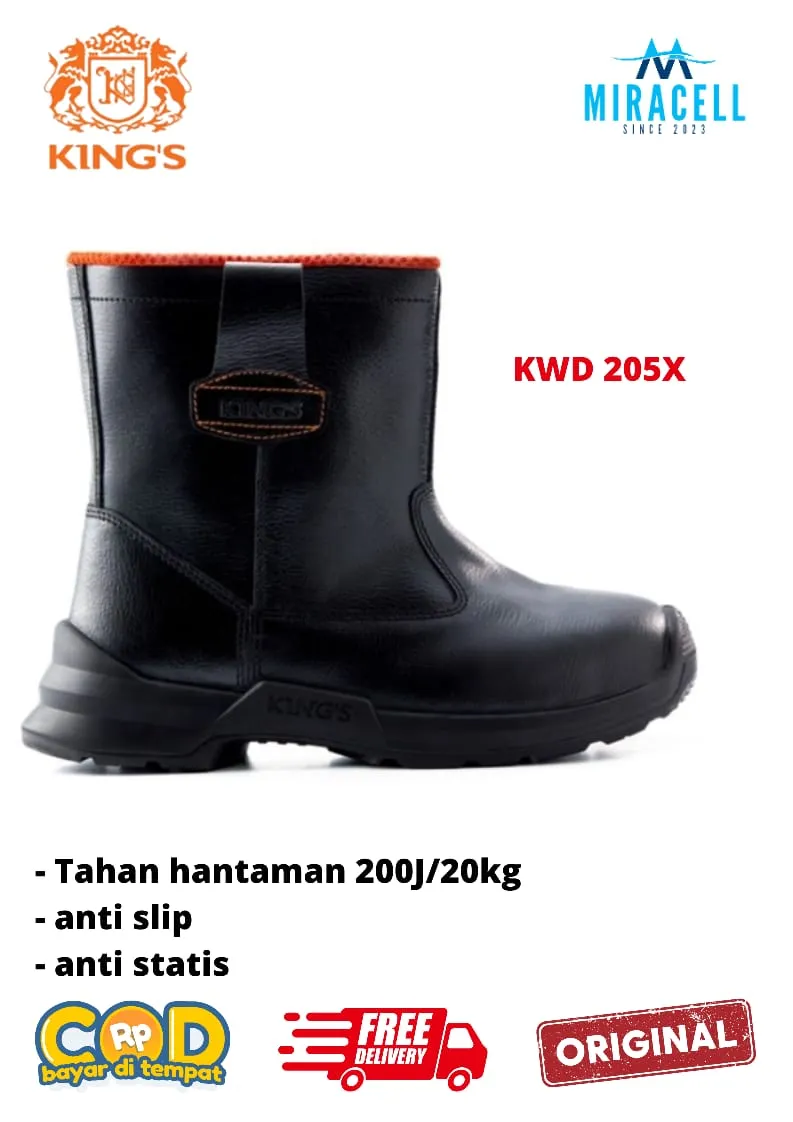 KING'S
MIRACELL
SINCE 2023
KWD 205X
KING'S
KING'S
- Tahan hantaman 200J/20kg
- anti slip
- anti statis
COD
RP
bayar di tempat
FREE
DELIVERY
ORIGINAL